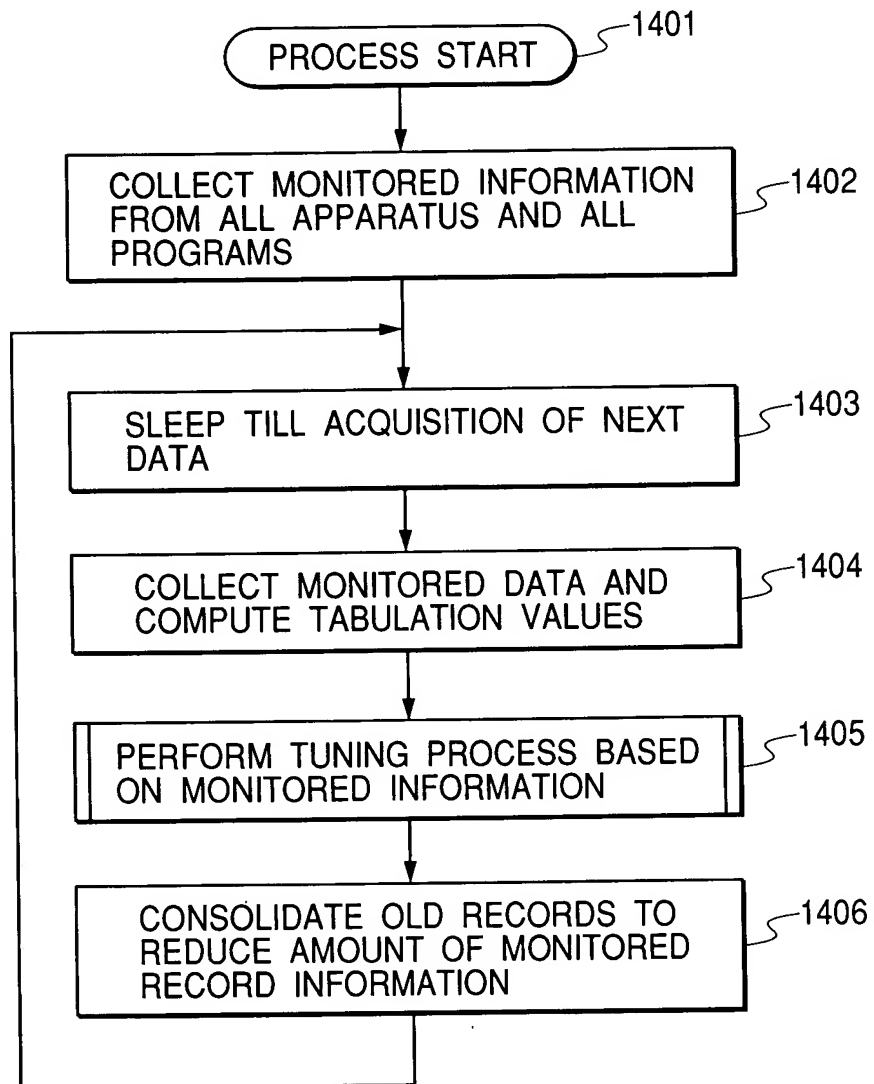 PROCESS START
1401
COLLECT MONITORED INFORMATION
FROM ALL APPARATUS AND ALL
PROGRAMS
1402
SLEEP TILL ACQUISITION OF NEXT
DATA
1403
COLLECT MONITORED DATA AND
COMPUTE TABULATION VALUES
1404
PERFORM TUNING PROCESS BASED
ON MONITORED INFORMATION
1405
CONSOLIDATE OLD RECORDS TO
REDUCE AMOUNT OF MONITORED
RECORD INFORMATION
1406